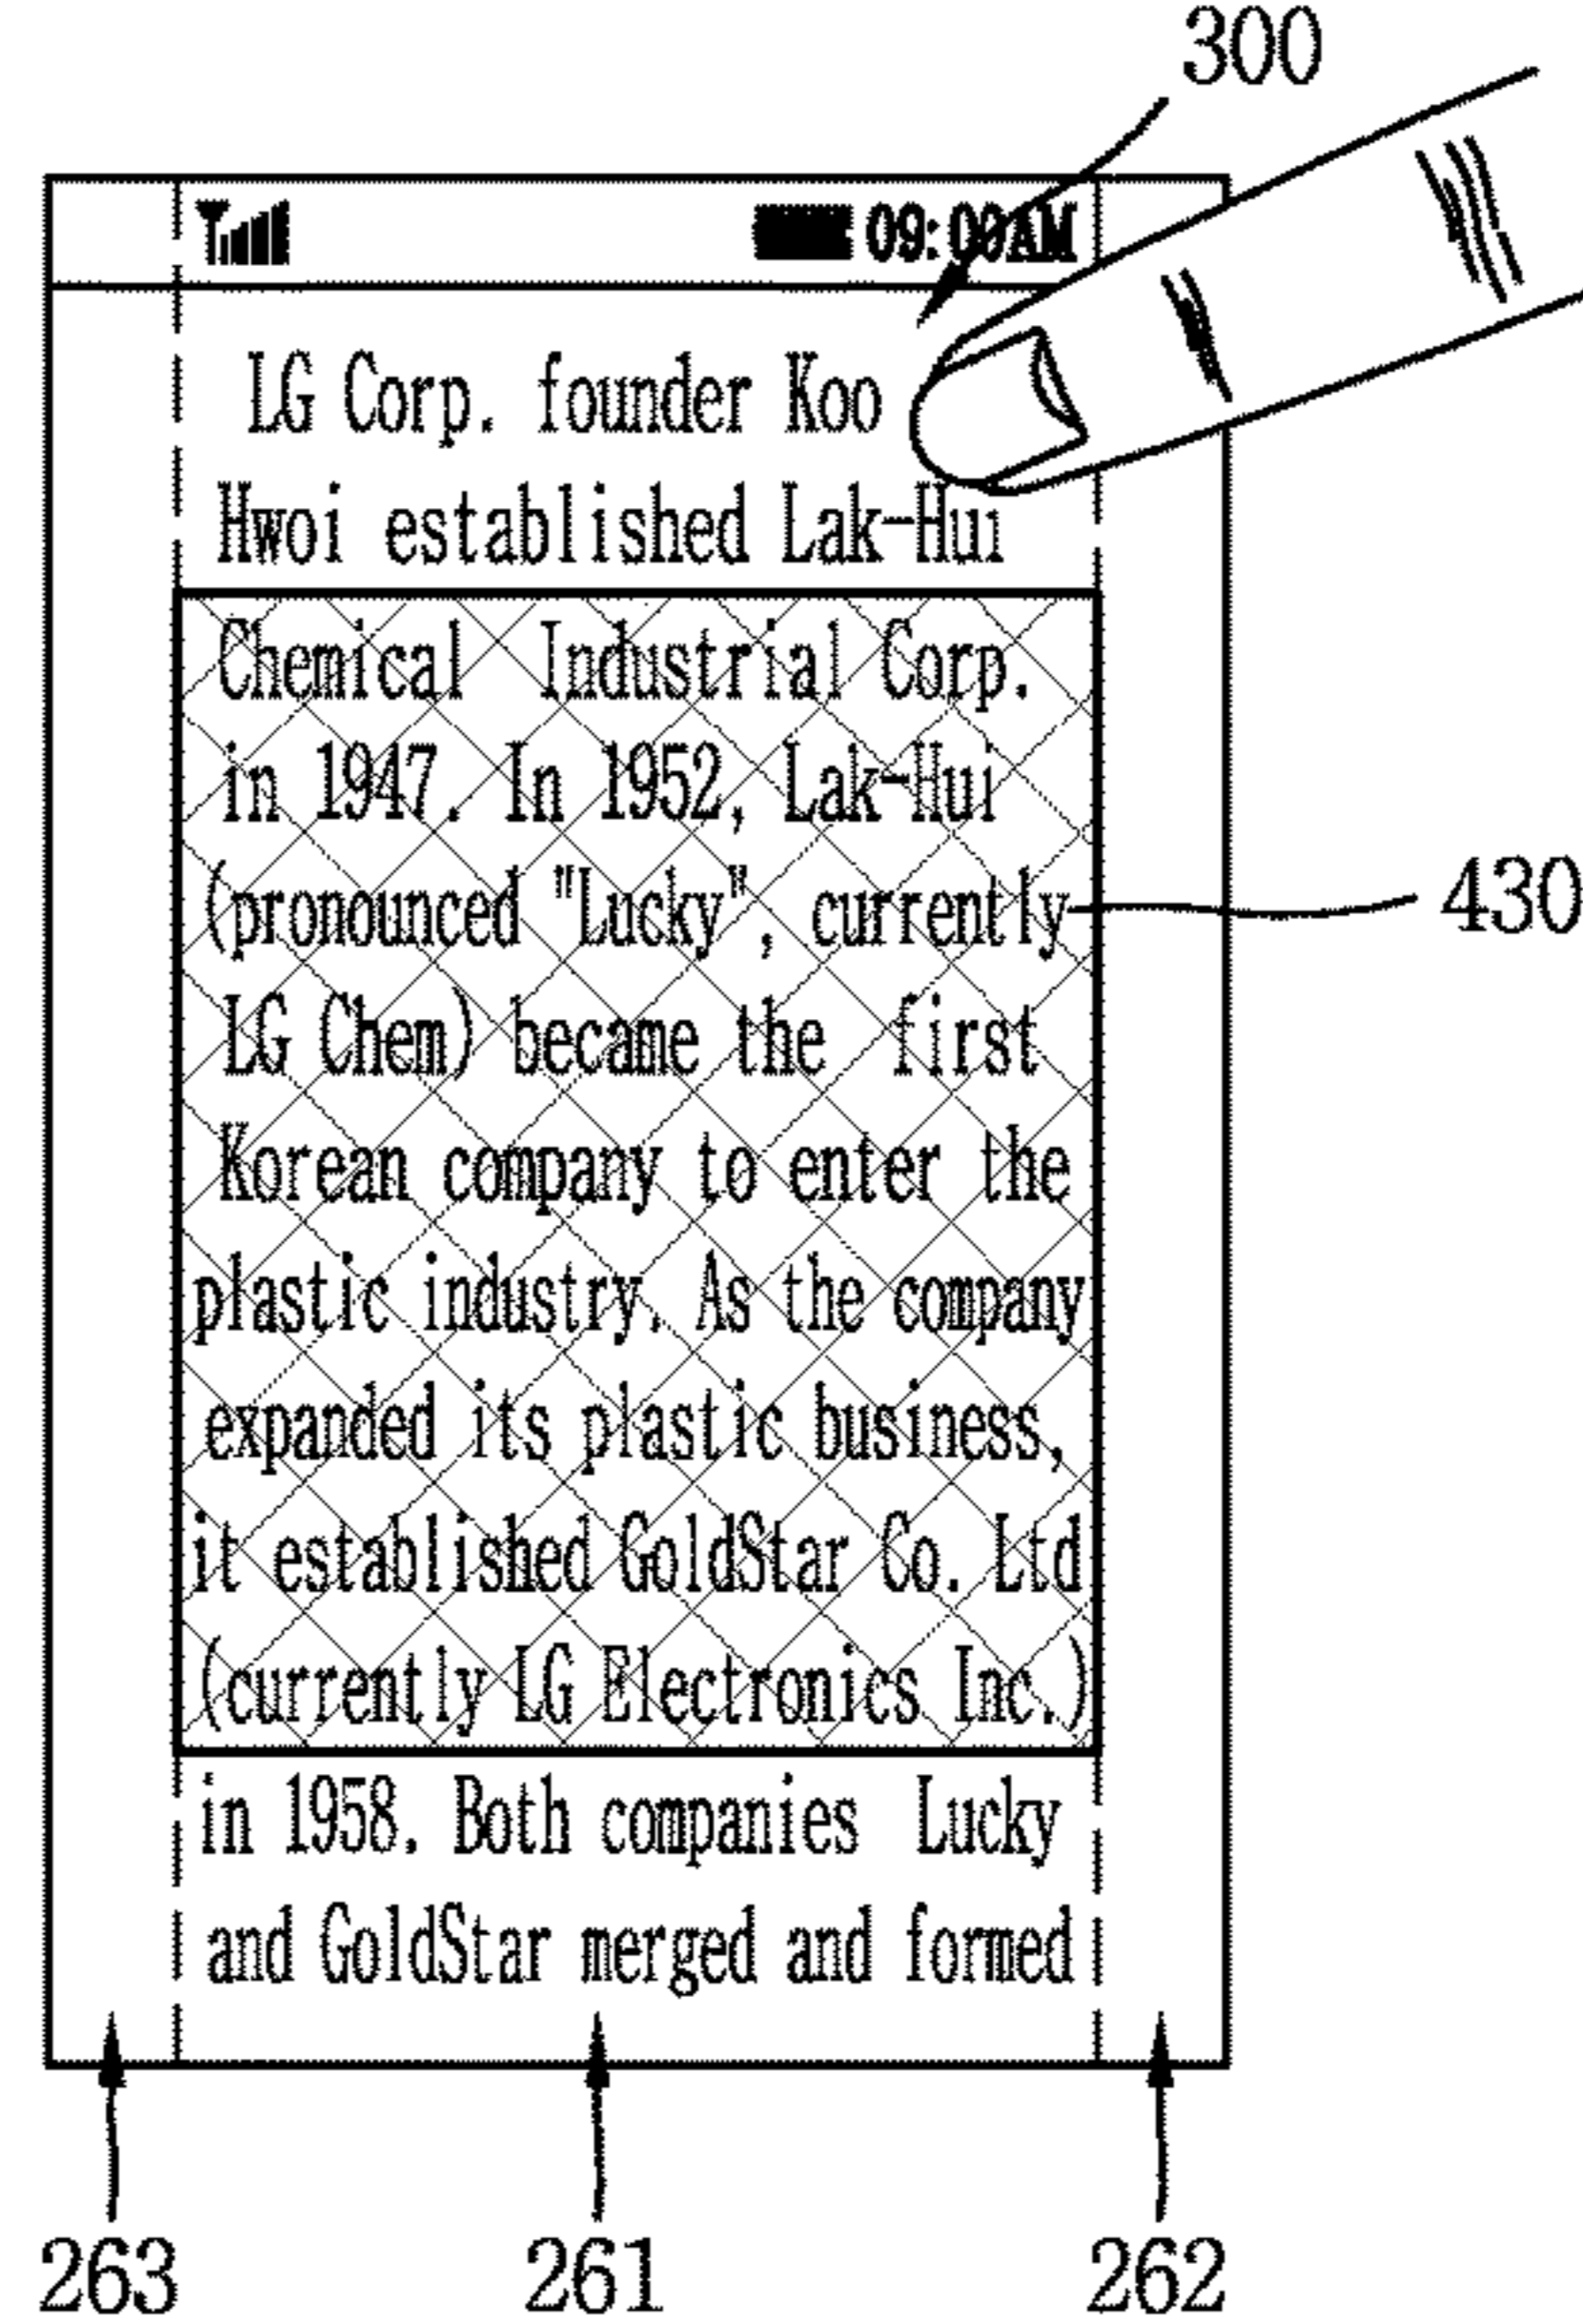 300
09:00AM
LG Corp. founder Koo
Hwoi established Lak-Hui
Chemical Industrial Corp.
in 1947. In 1952, Lak-Hui
(pronounced "Lucky", currently
430
LG Chem) became the first
Korean company to enter the
plastic industry. As the company
expanded its plastic business,
it established GoldStar Co. Ltd
(currently LG Electronics Inc.)
in 1958. Both companies Lucky
and GoldStar merged and formed
263 261 262